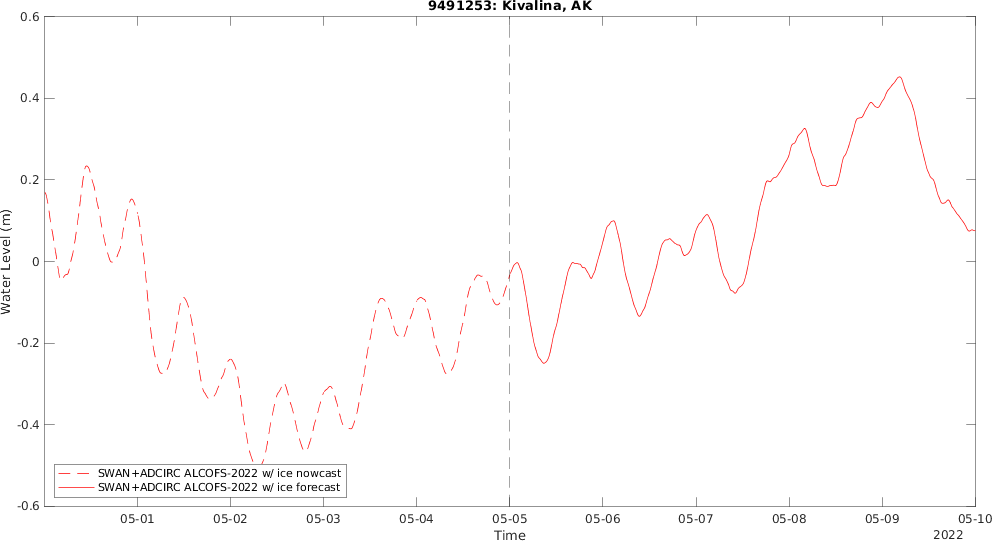 9491253: Kivalina, AK
0.6
0.4
0.2
0
-0.2
-0.4
-0.6
Water Level (m)
SWAN+ADCIRC ALCOFS-2022 w/ ice nowcast
SWAN+ADCIRC ALCOFS-2022 w/ ice forecast
05-01 05-02 05-03 05-04 05-05 05-06 05-07 05-08 05-09 05-10
Time
2022